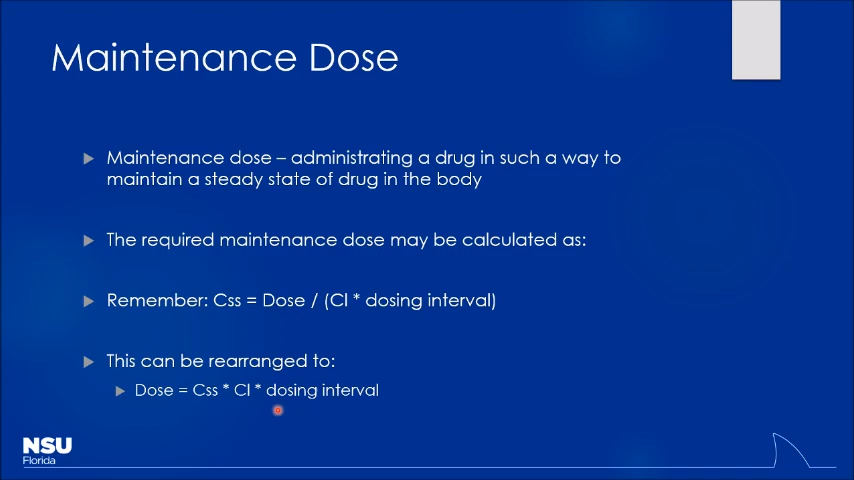 Maintenance Dose
Maintenance dose – administrating a drug in such a way to
maintain a steady state of drug in the body
The required maintenance dose may be calculated as:
Remember: Css = Dose / (Cl * dosing interval)
This can be rearranged to:
Dose = Css * Cl * dosing interval
NSU
Florida